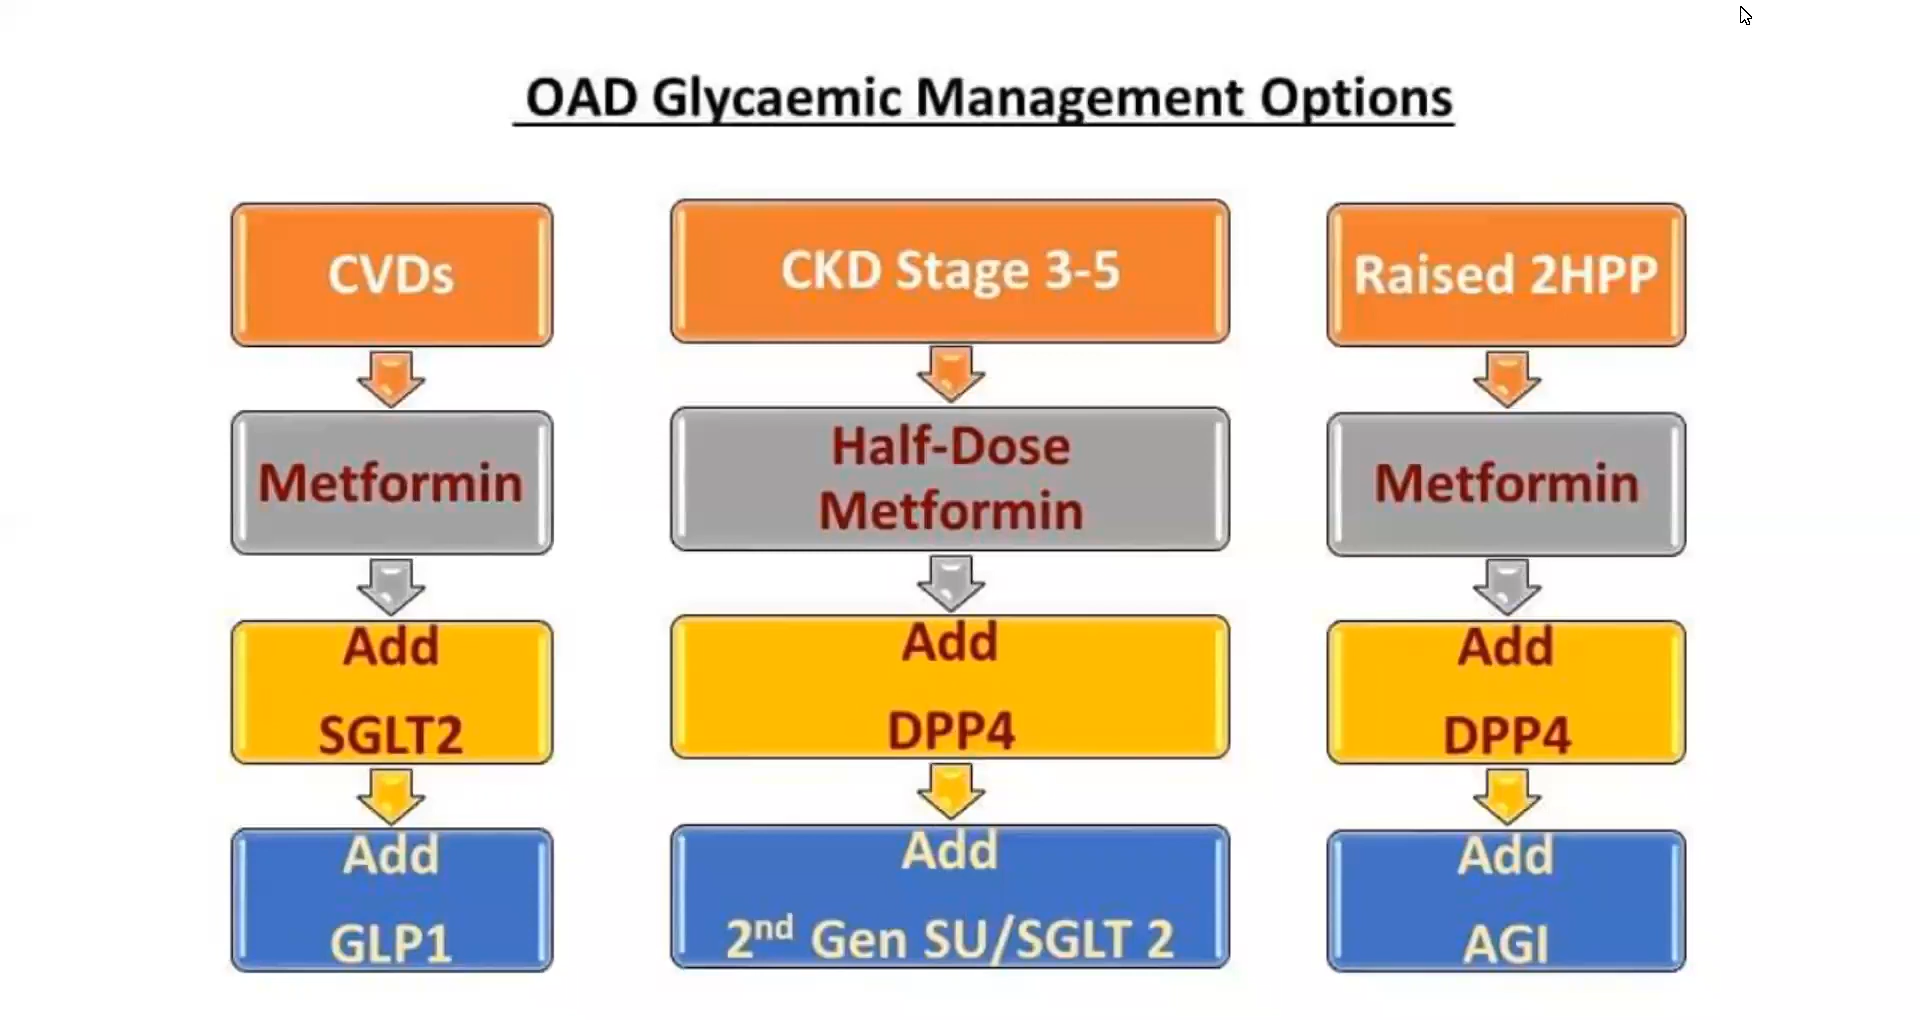 OAD Glycaemic Management Options
CVDs
Metformin
Add
SGLT2
Add
GLP1
CKD Stage 3-5
Half-Dose
Metformin
Add
DPP4
Add
2nd Gen SU/SGLT 2
Raised 2HPP
Metformin
Add
DPP4
Add
AGI